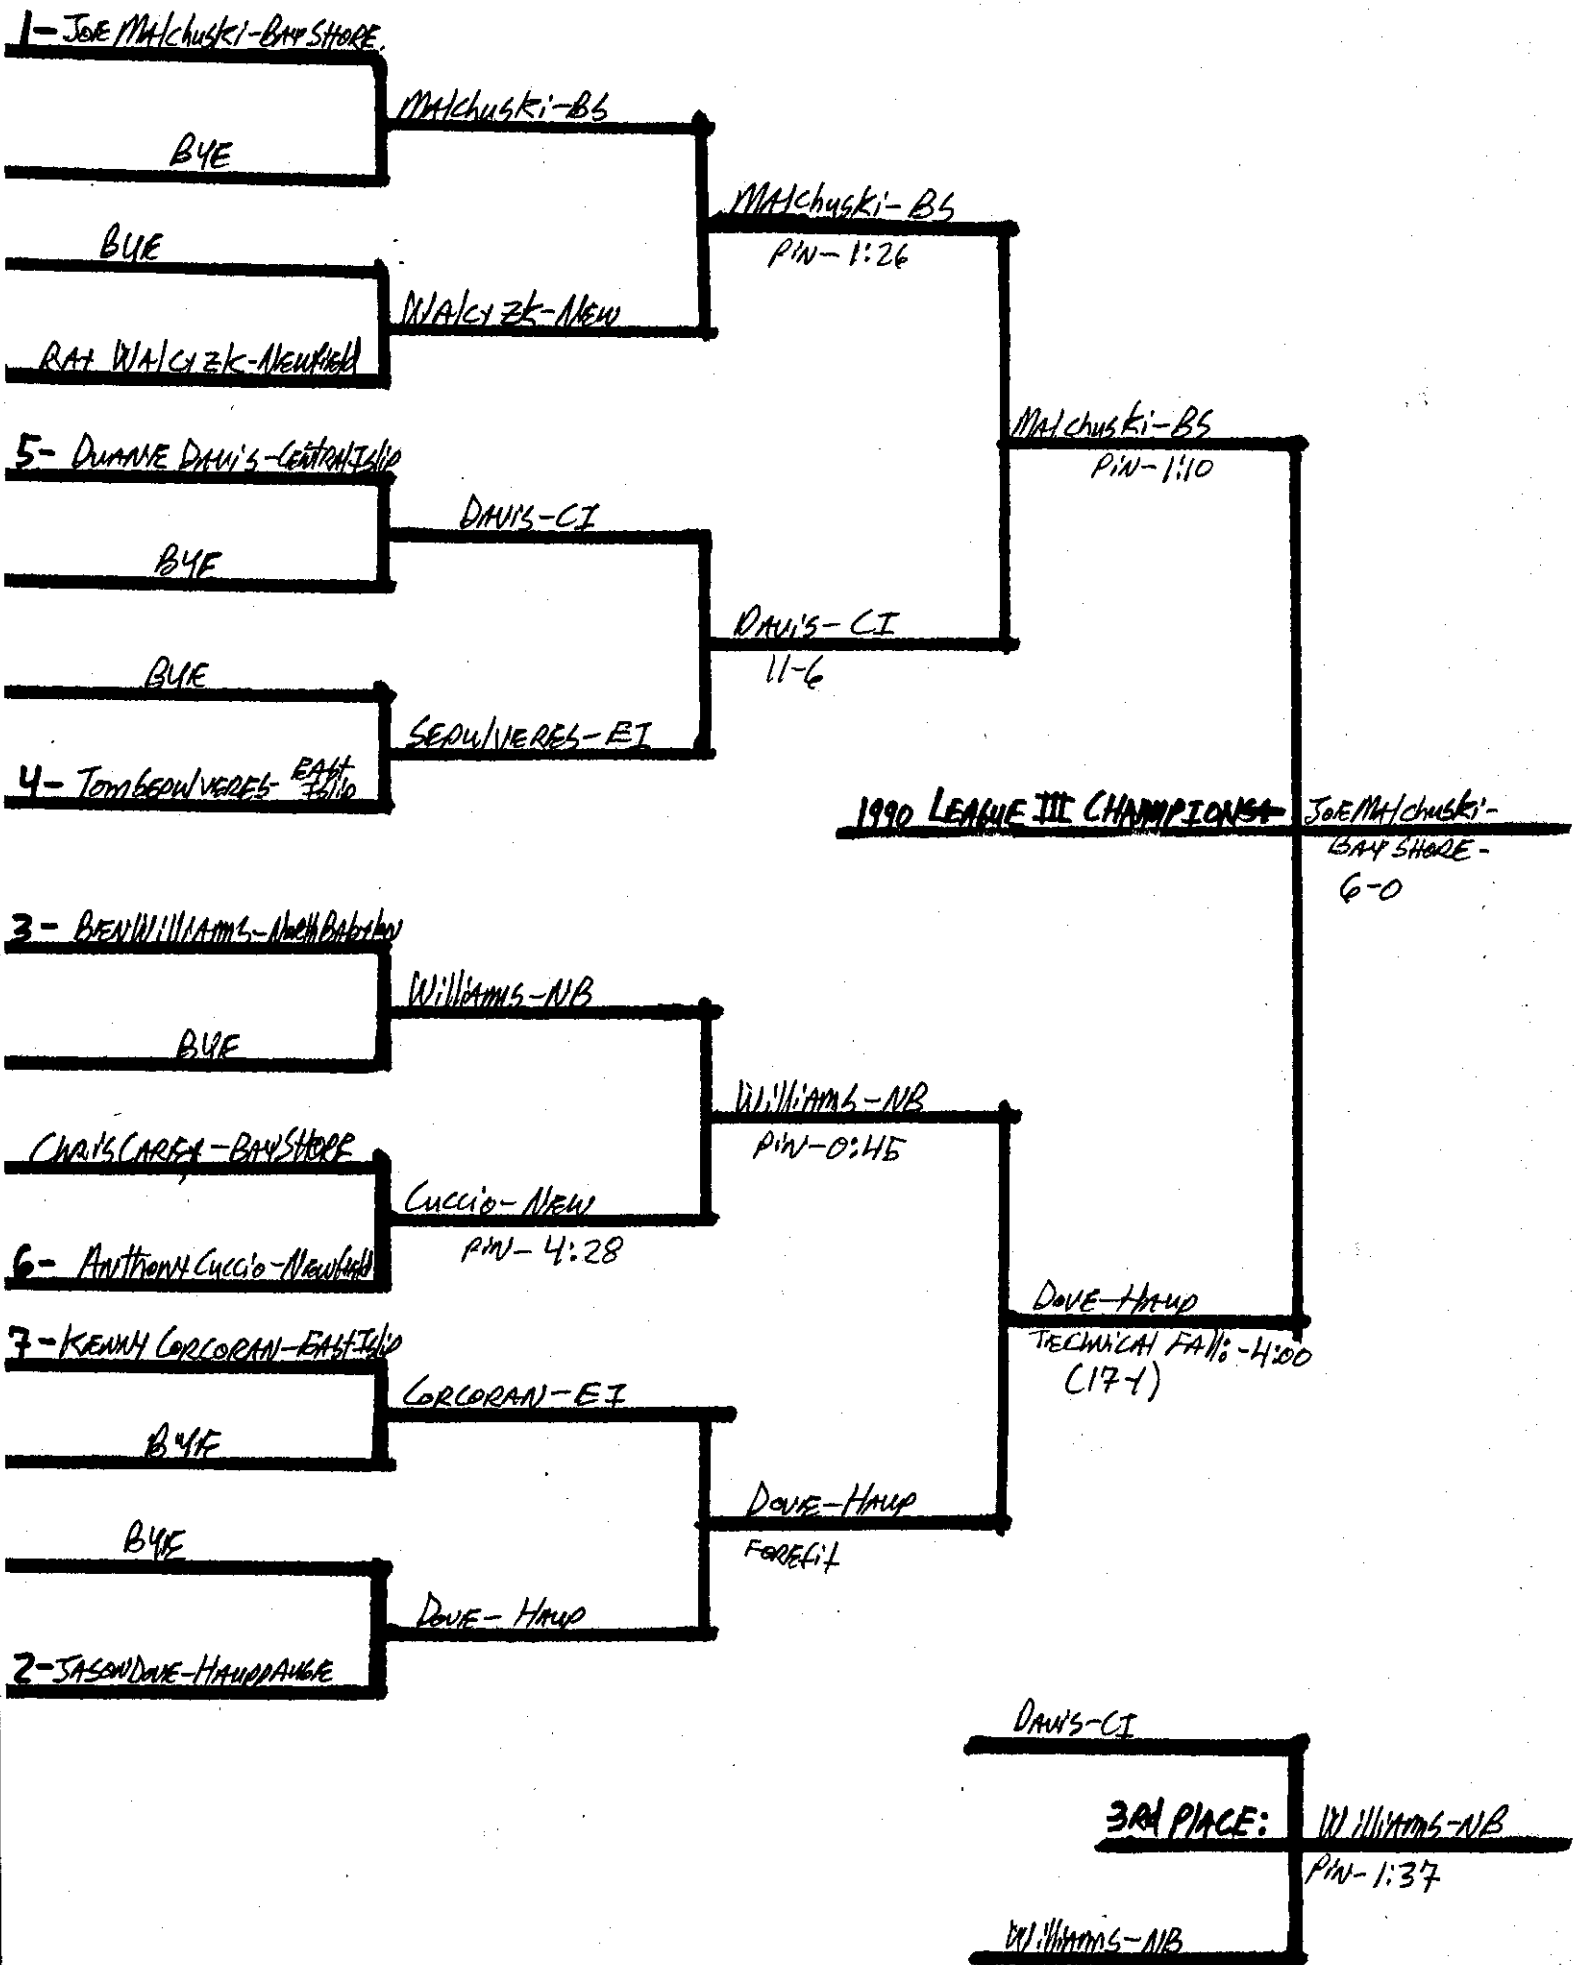 1- JOE MAlchuski-BAY SHORE
MAlchuski-BS
BYE
MAlchuski-BS
PiN-1:26
BYE
WAlcyzk-NEW
RAY WAlcyzk-NEWfiEld
MAlchuski-BS
PiN-1:10
5- DUANE DAVIS-CENTRAl Islip
DAVIS-CI
BYE
DAVIS-CI
11-6
BYE
SEPUlVERES-EI
4- Tom SEPUlVERES- EAST Islip
1990 LEAGUE III CHAMPIONS- JOE MAlchuski-
BAY SHORE-
6-0
3- BEN WilliAms-North BAbylon
WilliAms-NB
BYE
WilliAms-NB
PiN-0:45
CHRIS CAREY-BAY SHORE
Cuccio-NEW
PiN-4:28
6- ANThONY Cuccio-NEWfiEld
DOVE-HAUP
TECHNiCAl FAll:-4:00
(17-1)
7- KENNY CORCORAN-EAST Islip
CORCORAN-EI
BYE
DOVE-HAUP
FOREfit
BYE
DOVE-HAUP
2-JASON DOVE-HAUPPAUGE
DAVIS-CI
3Rd PlACE: WilliAms-NB
PiN-1:37
WilliAms-NB